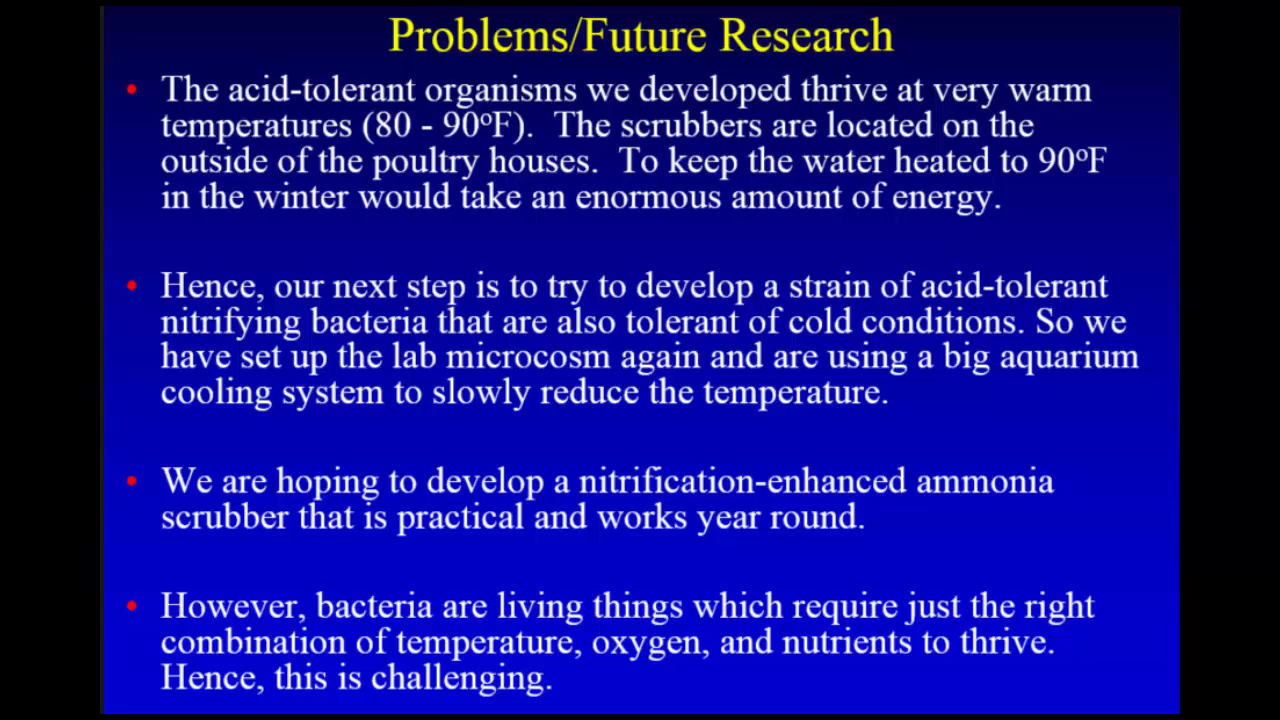 Problems/Future Research
• The acid-tolerant organisms we developed thrive at very warm
temperatures (80 - 90ºF). The scrubbers are located on the
outside of the poultry houses. To keep the water heated to 90ºF
in the winter would take an enormous amount of energy.
• Hence, our next step is to try to develop a strain of acid-tolerant
nitrifying bacteria that are also tolerant of cold conditions. So we
have set up the lab microcosm again and are using a big aquarium
cooling system to slowly reduce the temperature.
• We are hoping to develop a nitrification-enhanced ammonia
scrubber that is practical and works year round.
• However, bacteria are living things which require just the right
combination of temperature, oxygen, and nutrients to thrive.
Hence, this is challenging.